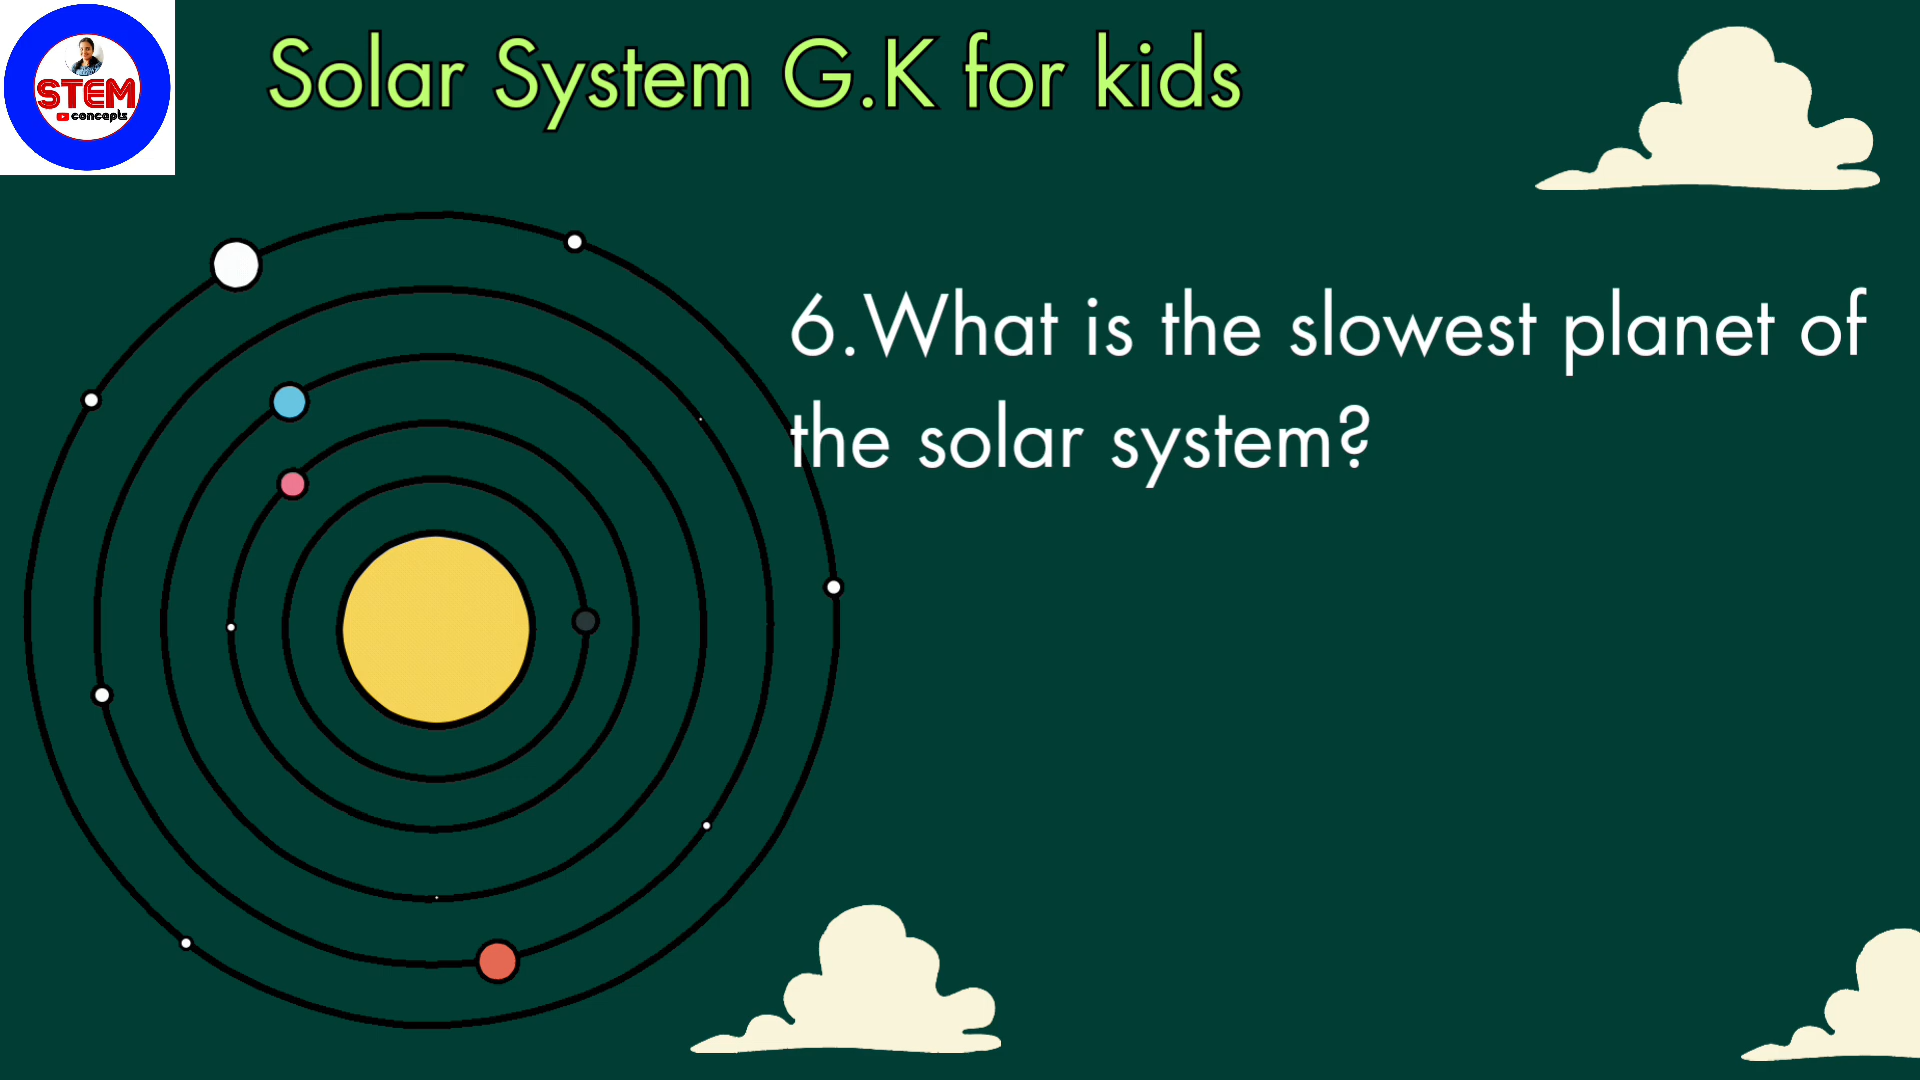 STEM
concepts
Solar System G.K for kids
6.What is the slowest planet of
the solar system?